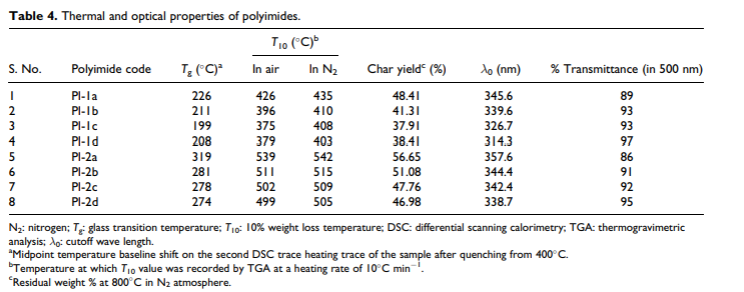 Table 4. Thermal and optical properties of polyimides.
T10 (°C)b
S. No. Polyimide code Tg (°C)a In air In N2 Char yieldc (%) λ0 (nm) % Transmittance (in 500 nm)
1 PI-1a 226 426 435 48.41 345.6 89
2 PI-1b 211 396 410 41.31 339.6 93
3 PI-1c 199 375 408 37.91 326.7 93
4 PI-1d 208 379 403 38.41 314.3 97
5 PI-2a 319 539 542 56.65 357.6 86
6 PI-2b 281 511 515 51.08 344.4 91
7 PI-2c 278 502 509 47.76 342.4 92
8 PI-2d 274 499 505 46.98 338.7 95
N2: nitrogen; Tg: glass transition temperature; T10: 10% weight loss temperature; DSC: differential scanning calorimetry; TGA: thermogravimetric
analysis; λ0: cutoff wave length.
aMidpoint temperature baseline shift on the second DSC trace heating trace of the sample after quenching from 400°C.
bTemperature at which T10 value was recorded by TGA at a heating rate of 10°C min−1.
cResidual weight % at 800°C in N2 atmosphere.